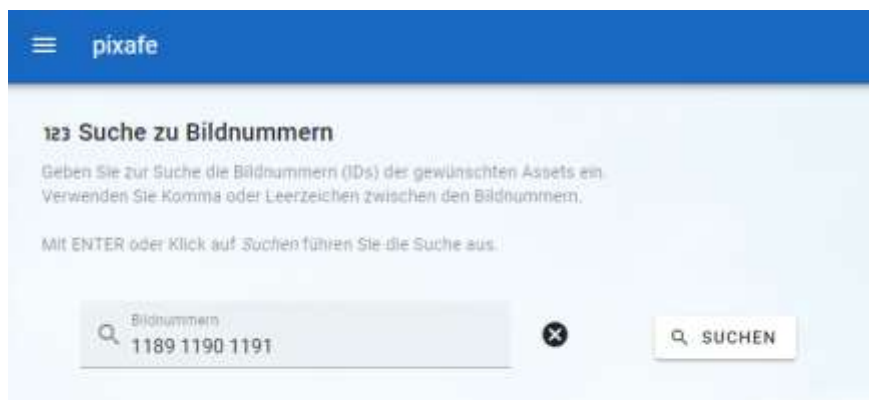 pixafe
123 Suche zu Bildnummern
Geben Sie zur Suche die Bildnummern (IDs) der gewünschten Assets ein.
Verwenden Sie Komma oder Leerzeichen zwischen den Bildnummern.
Mit ENTER oder Klick auf Suchen führen Sie die Suche aus.
Bildnummern
1189 1190 1191
SUCHEN